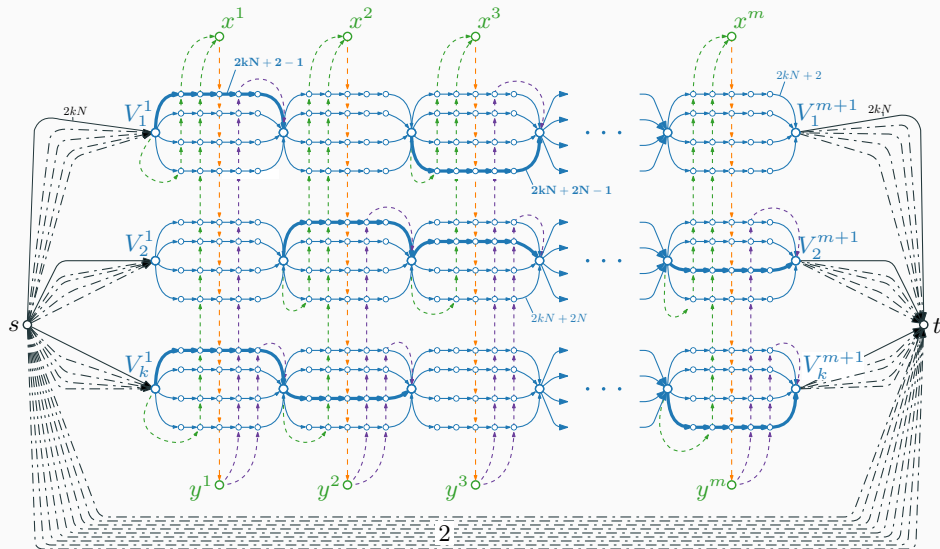 x^1 x^2 x^3 x^m
2kN + 2 − 1
2kN + 2
2kN
V_1^1
V_1^{m+1}
2kN
· · ·
2kN + 2N − 1
V_2^1
V_2^{m+1}
· · ·
2kN + 2N
s
t
V_k^1
V_k^{m+1}
· · ·
y^1 y^2 y^3 y^m
2